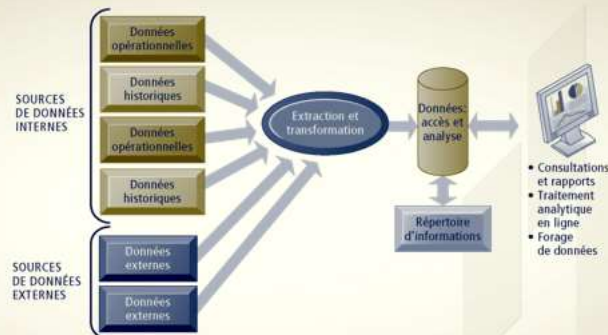 SOURCES
DE DONNÉES
INTERNES
Données
opérationnelles
Données
historiques
Données
opérationnelles
Données
historiques
SOURCES
DE DONNÉES
EXTERNES
Données
externes
Données
externes
Extraction et
transformation
Données:
accès et
analyse
Répertoire
d'informations
• Consultations
et rapports
• Traitement
analytique
en ligne
• Forage
de données